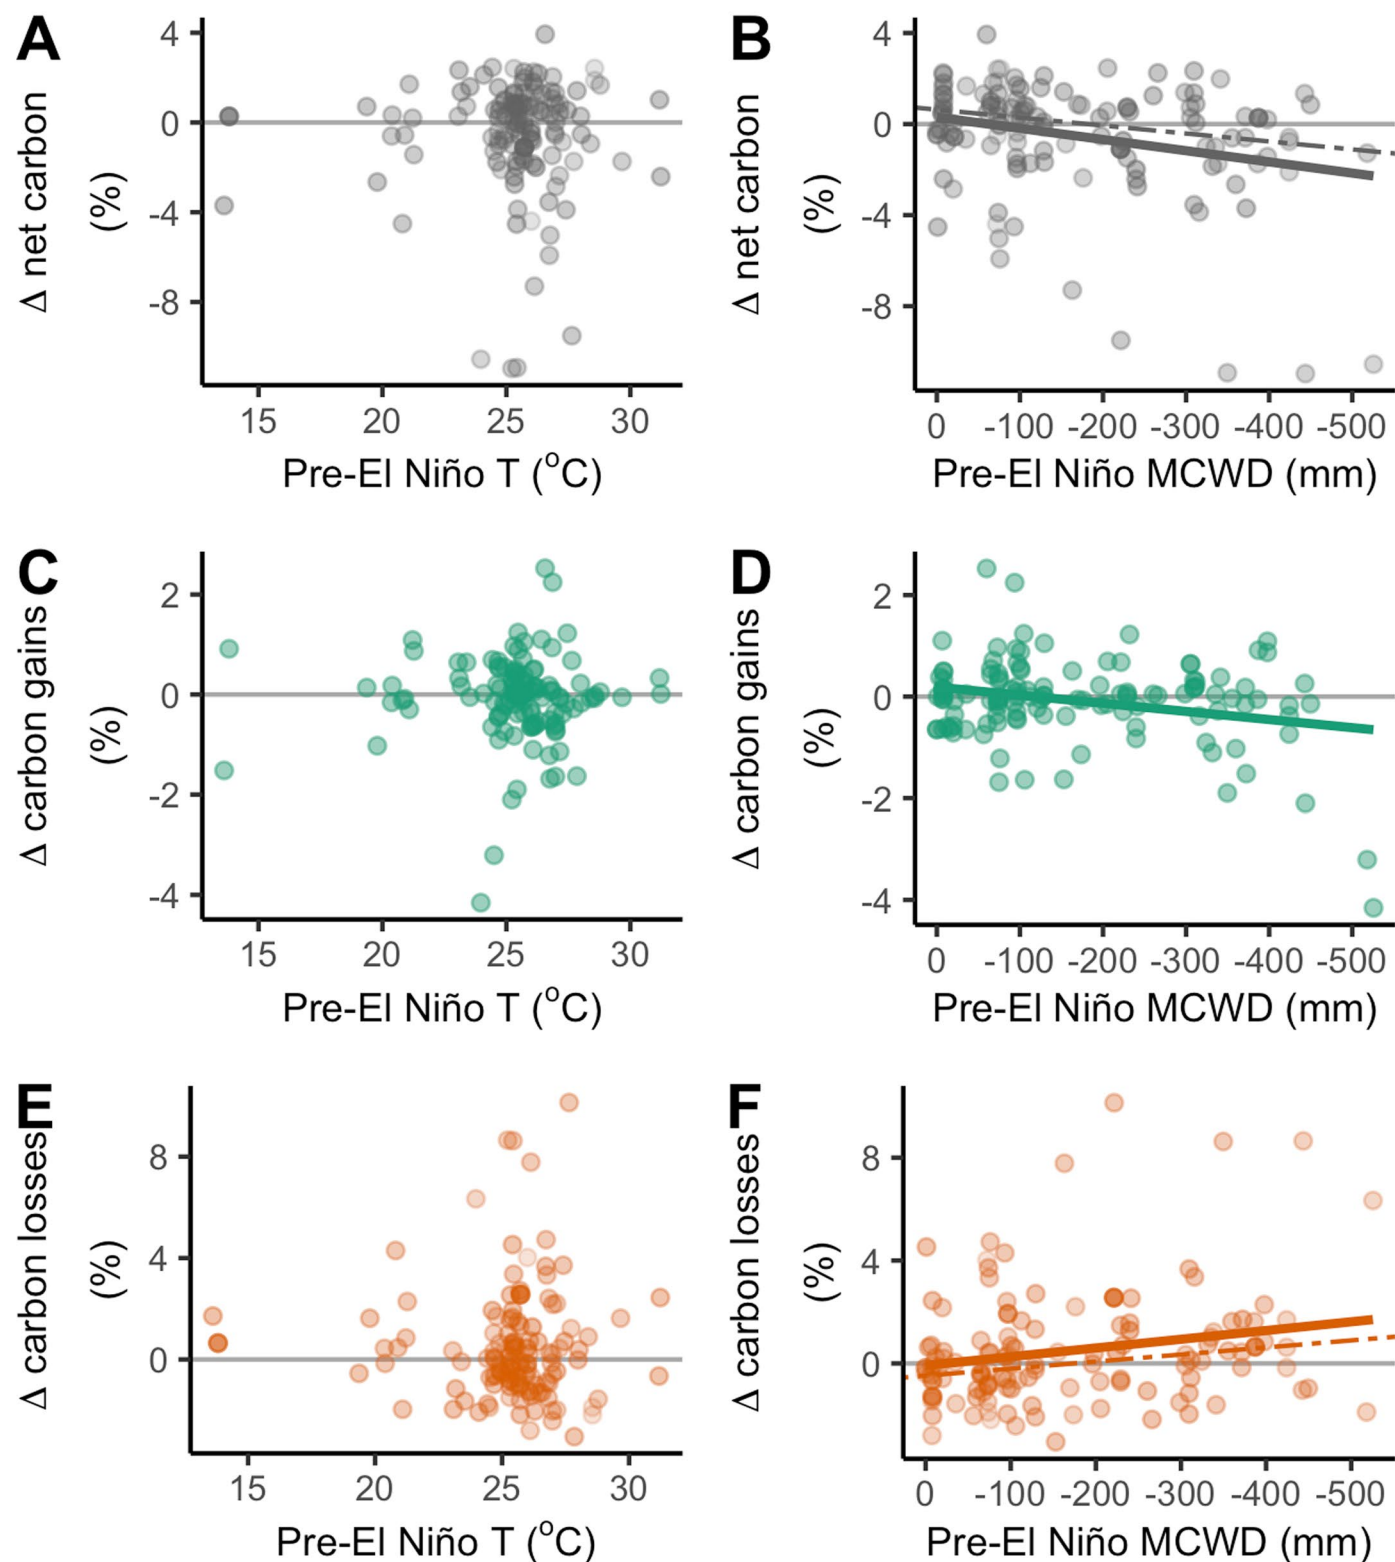 A
Δ net carbon
(%)
4
0
-4
-8
15 20 25 30
Pre-El Niño T (°C)
B
Δ net carbon
(%)
4
0
-4
-8
0 -100 -200 -300 -400 -500
Pre-El Niño MCWD (mm)
C
Δ carbon gains
(%)
2
0
-2
-4
15 20 25 30
Pre-El Niño T (°C)
D
Δ carbon gains
(%)
2
0
-2
-4
0 -100 -200 -300 -400 -500
Pre-El Niño MCWD (mm)
E
Δ carbon losses
(%)
8
4
0
15 20 25 30
Pre-El Niño T (°C)
F
Δ carbon losses
(%)
8
4
0
0 -100 -200 -300 -400 -500
Pre-El Niño MCWD (mm)